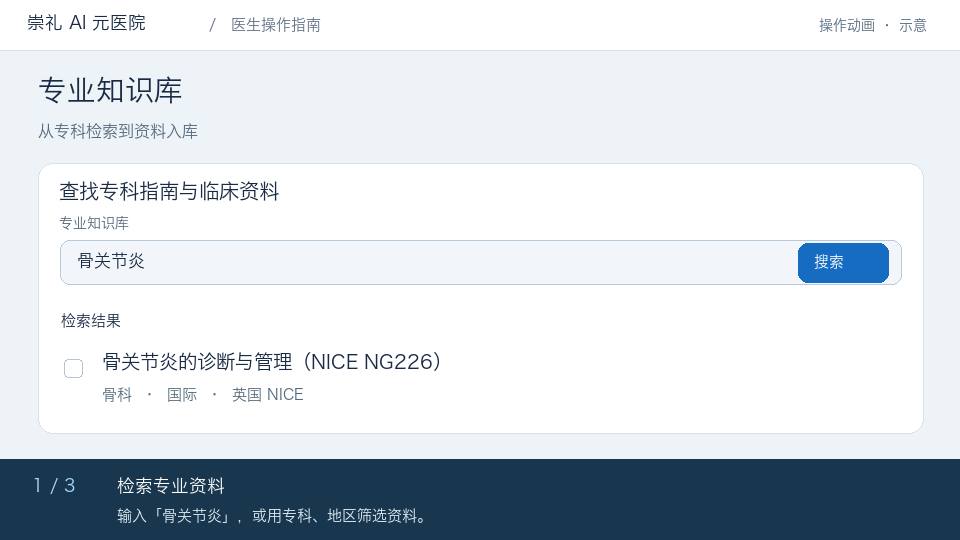 崇礼 AI 元医院 / 医生操作指南 操作动画 · 示意
专业知识库
从专科检索到资料入库
查找专科指南与临床资料
专业知识库
骨关节炎 搜索
检索结果
骨关节炎的诊断与管理（NICE NG226）
骨科 · 国际 · 英国 NICE
1 / 3 检索专业资料
输入「骨关节炎」，或用专科、地区筛选资料。